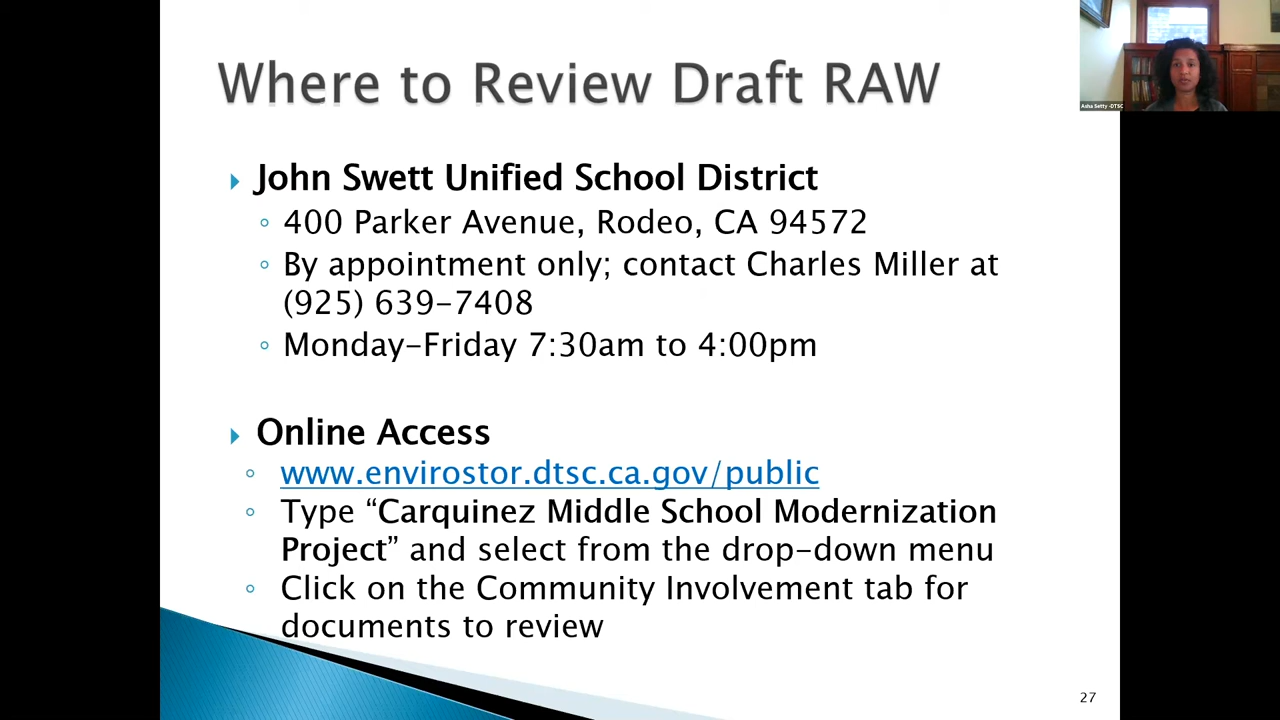 Where to Review Draft RAW
Asha Setty -DTSC
John Swett Unified School District
400 Parker Avenue, Rodeo, CA 94572
By appointment only; contact Charles Miller at
(925) 639-7408
Monday-Friday 7:30am to 4:00pm
Online Access
www.envirostor.dtsc.ca.gov/public
Type “Carquinez Middle School Modernization
Project” and select from the drop-down menu
Click on the Community Involvement tab for
documents to review
27